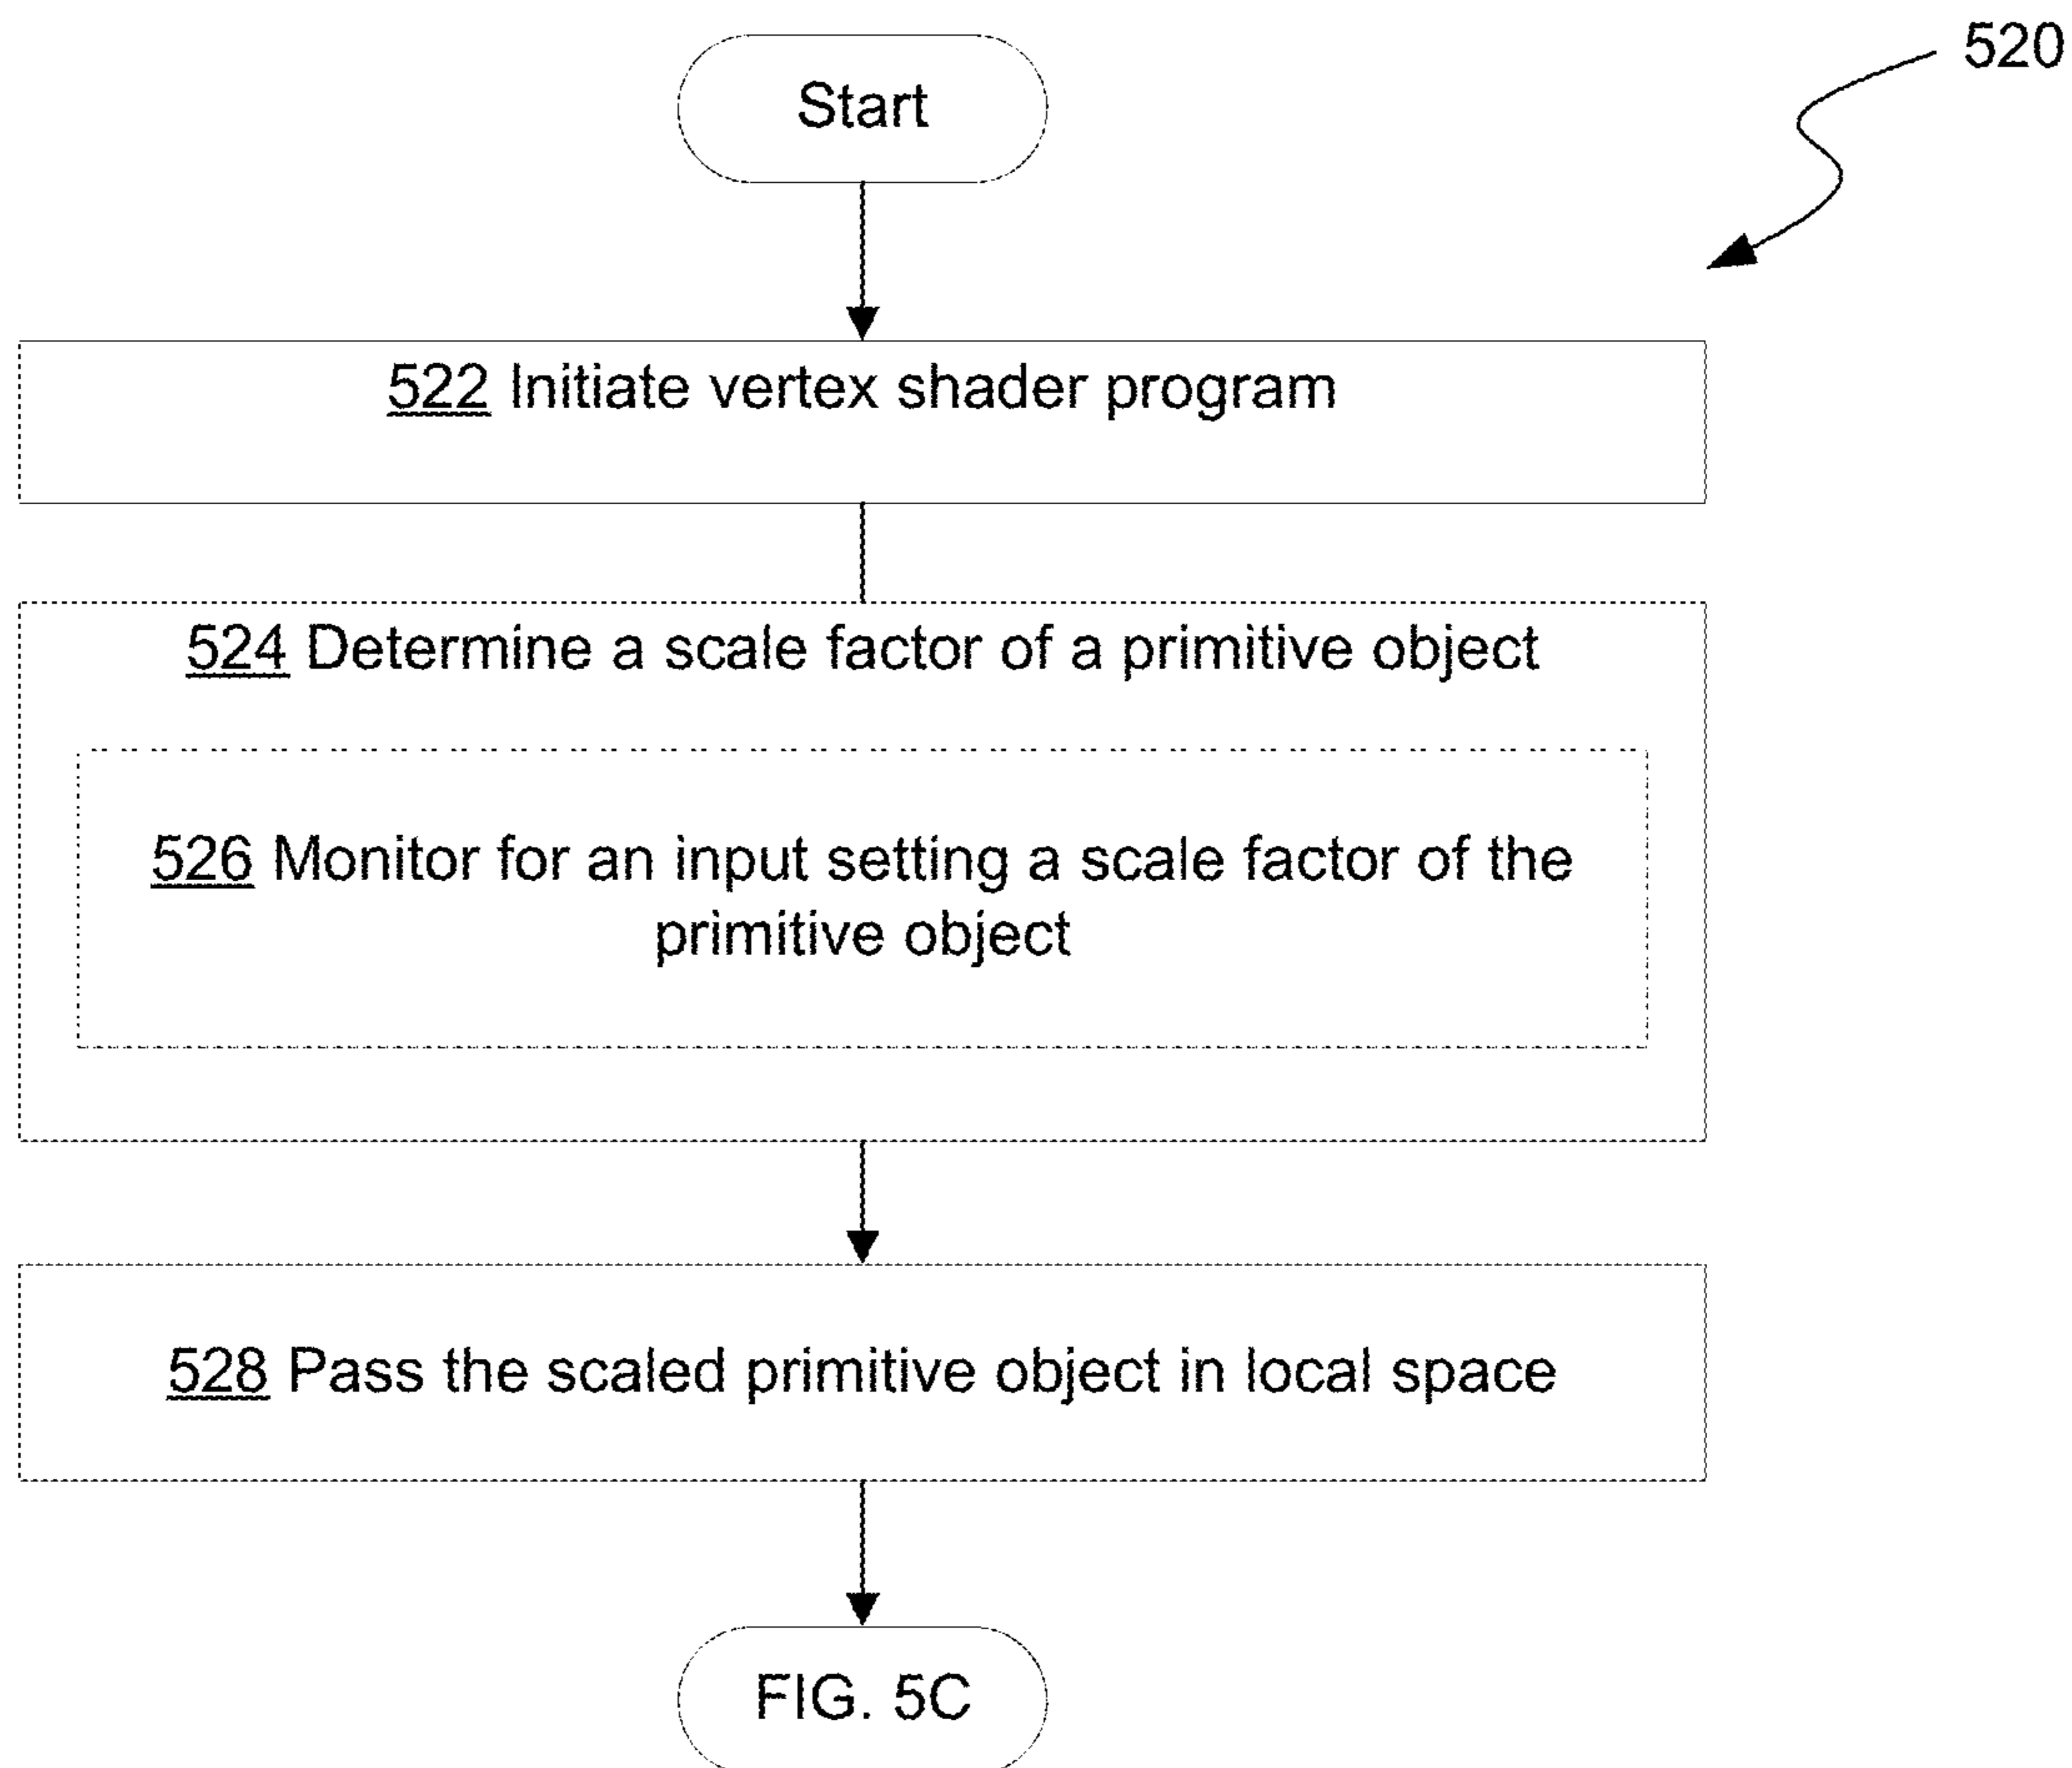 520
Start
522 Initiate vertex shader program
524 Determine a scale factor of a primitive object
526 Monitor for an input setting a scale factor of the
primitive object
528 Pass the scaled primitive object in local space
FIG. 5C